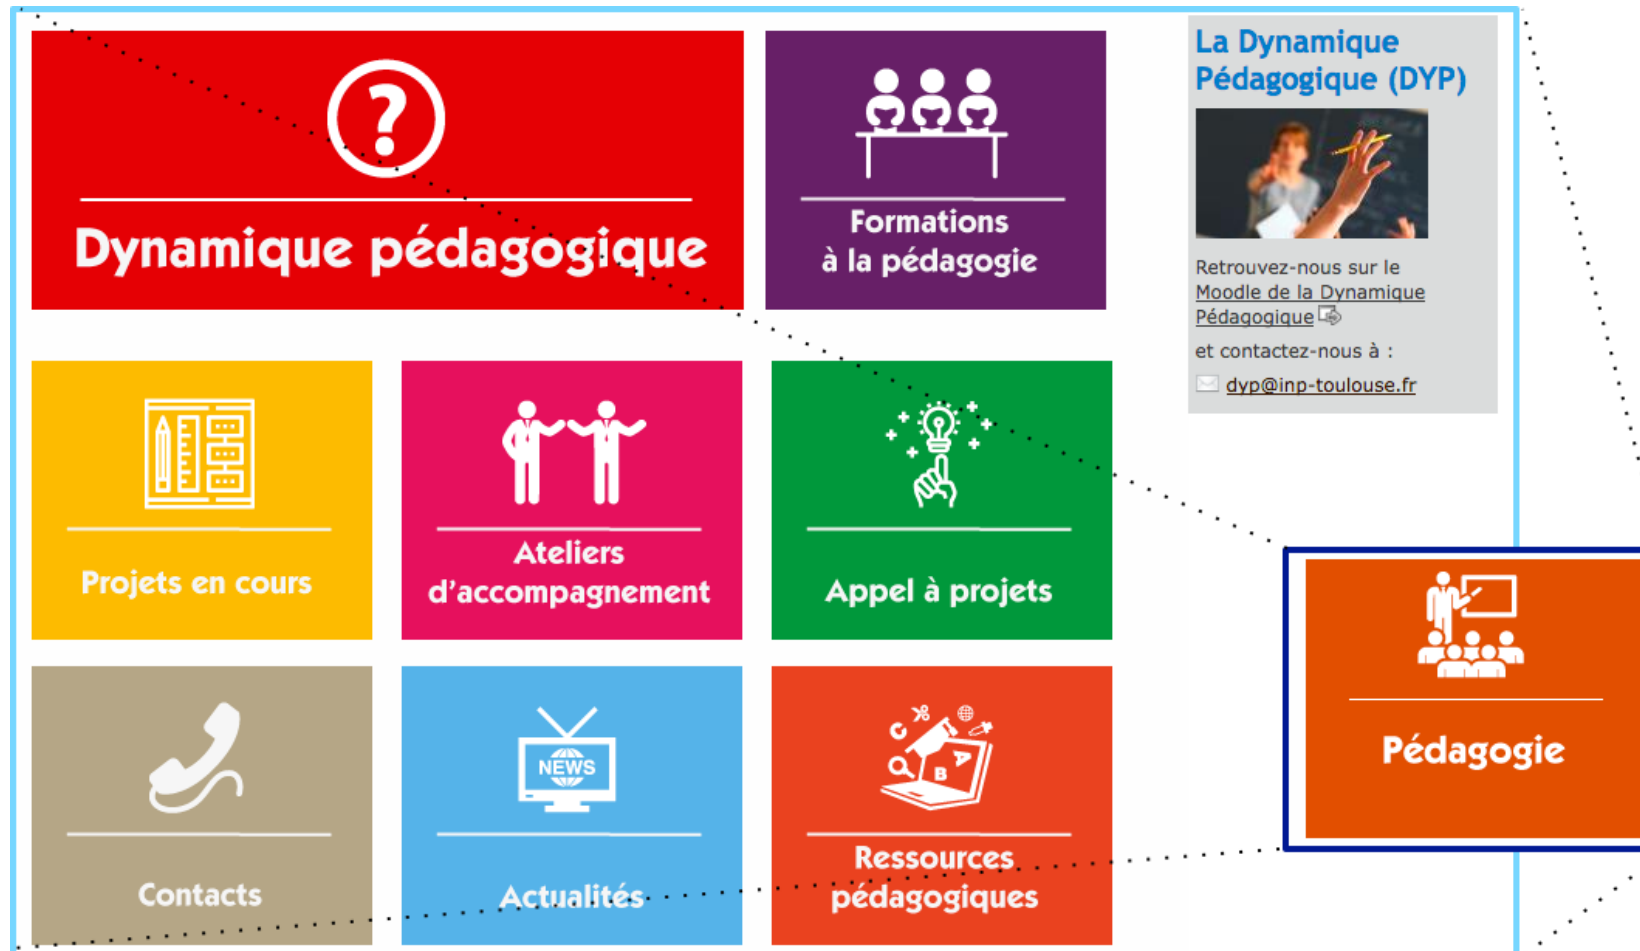 Dynamique pédagogique
Formations
à la pédagogie
La Dynamique
Pédagogique (DYP)
Retrouvez-nous sur le
Moodle de la Dynamique
Pédagogique
et contactez-nous à :
dyp@inp-toulouse.fr
Projets en cours
Ateliers
d'accompagnement
Appel à projets
Pédagogie
NEWS
C
A
B
Contacts
Actualités
Ressources
pédagogiques